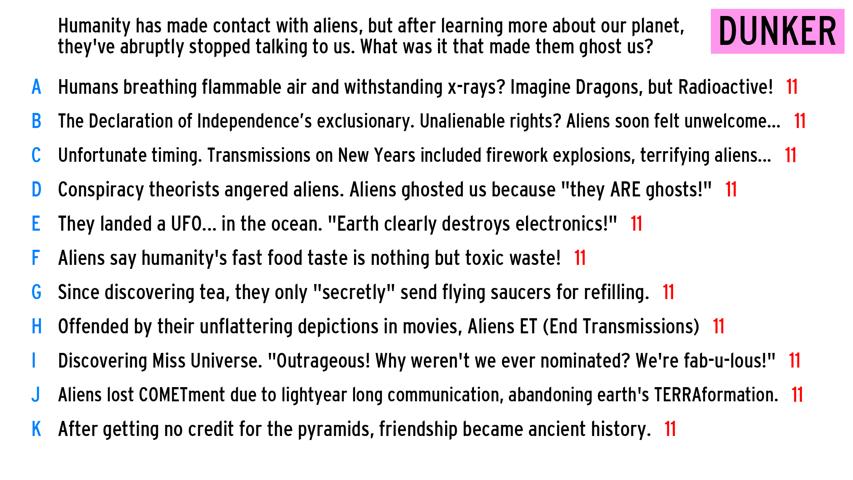 Humanity has made contact with aliens, but after learning more about our planet,
they've abruptly stopped talking to us. What was it that made them ghost us?
DUNKER
A Humans breathing flammable air and withstanding x-rays? Imagine Dragons, but Radioactive! 11
B The Declaration of Independence's exclusionary. Unalienable rights? Aliens soon felt unwelcome... 11
C Unfortunate timing. Transmissions on New Years included firework explosions, terrifying aliens... 11
D Conspiracy theorists angered aliens. Aliens ghosted us because "they ARE ghosts!" 11
E They landed a UFO... in the ocean. "Earth clearly destroys electronics!" 11
F Aliens say humanity's fast food taste is nothing but toxic waste! 11
G Since discovering tea, they only "secretly" send flying saucers for refilling. 11
H Offended by their unflattering depictions in movies, Aliens ET (End Transmissions) 11
I Discovering Miss Universe. "Outrageous! Why weren't we ever nominated? We're fab-u-lous!" 11
J Aliens lost COMETment due to lightyear long communication, abandoning earth's TERRAformation. 11
K After getting no credit for the pyramids, friendship became ancient history. 11